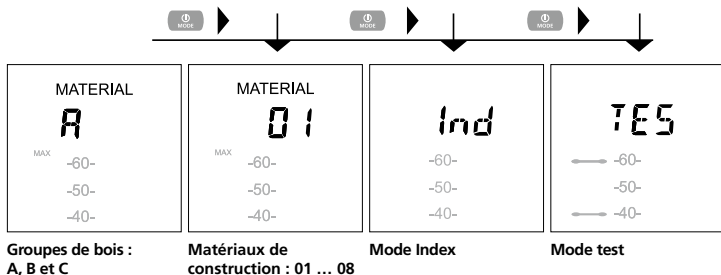 MODE
MODE
MODE
MATERIAL
A
MAX
-60-
-50-
-40-
MATERIAL
01
MAX
-60-
-50-
-40-
Ind
-60-
-50-
-40-
TES
-60-
-50-
-40-
Groupes de bois :
A, B et C
Matériaux de
construction : 01 … 08
Mode Index
Mode test